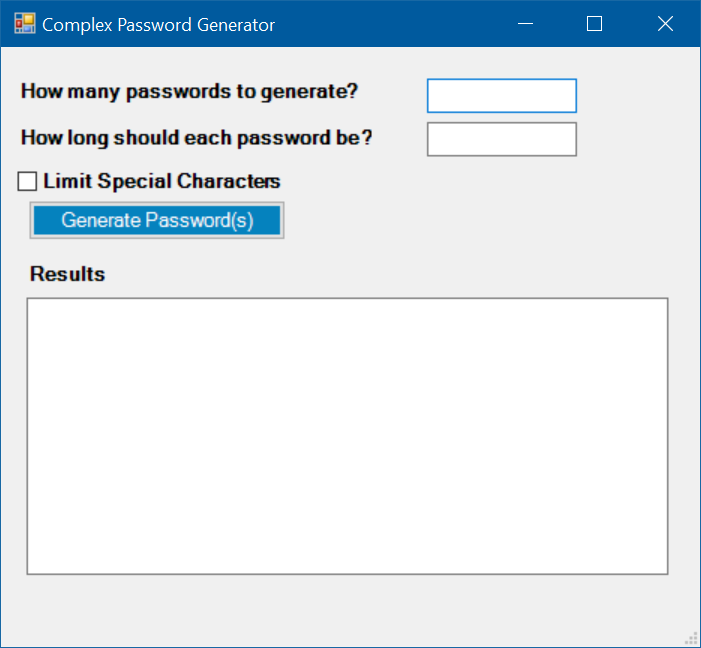 Complex Password Generator
How many passwords to generate?
How long should each password be?
Limit Special Characters
Generate Password(s)
Results